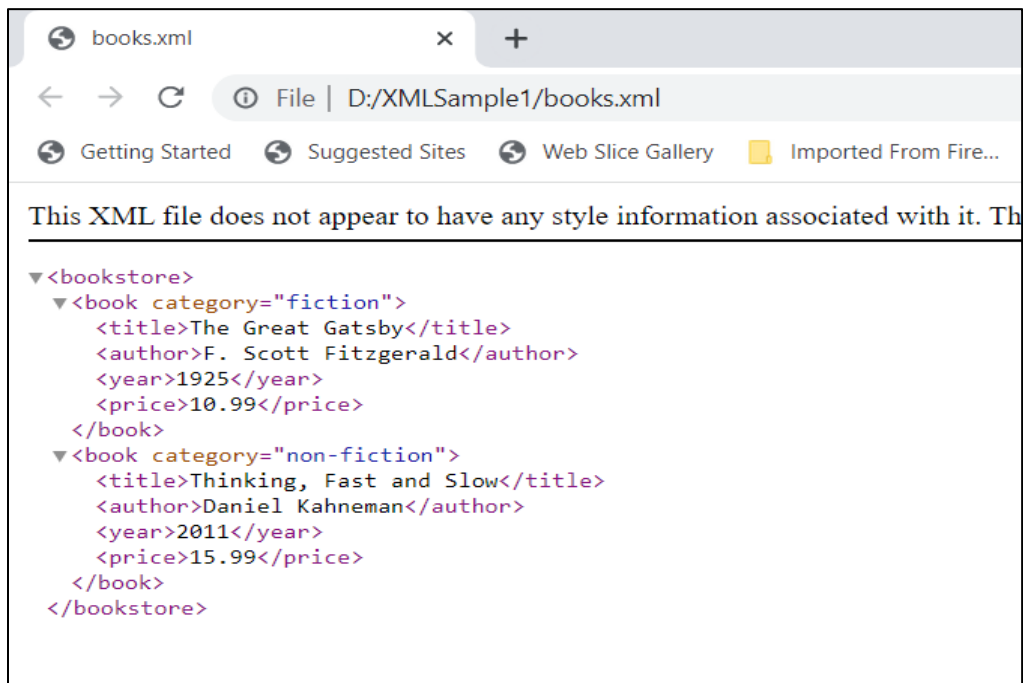 books.xml
File | D:/XMLSample1/books.xml
Getting Started Suggested Sites Web Slice Gallery Imported From Fire...
This XML file does not appear to have any style information associated with it. Th
▼<bookstore>
▼<book category="fiction">
<title>The Great Gatsby</title>
<author>F. Scott Fitzgerald</author>
<year>1925</year>
<price>10.99</price>
</book>
▼<book category="non-fiction">
<title>Thinking, Fast and Slow</title>
<author>Daniel Kahneman</author>
<year>2011</year>
<price>15.99</price>
</book>
</bookstore>